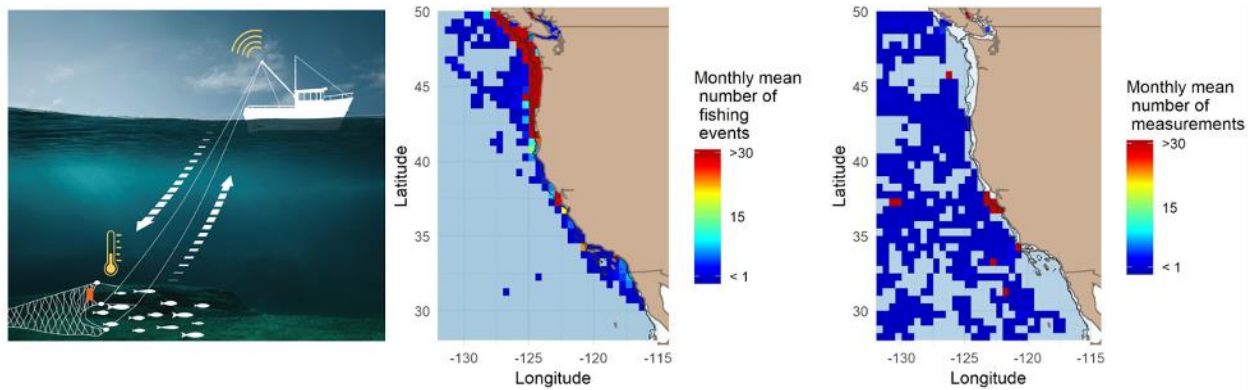 50
45
40
35
30
Latitude
-130
-125
-120
-115
Longitude
Monthly mean
number of
fishing
events
>30
15
< 1
50
45
40
35
30
Latitude
-130
-125
-120
-115
Longitude
Monthly mean
number of
measurements
>30
15
< 1